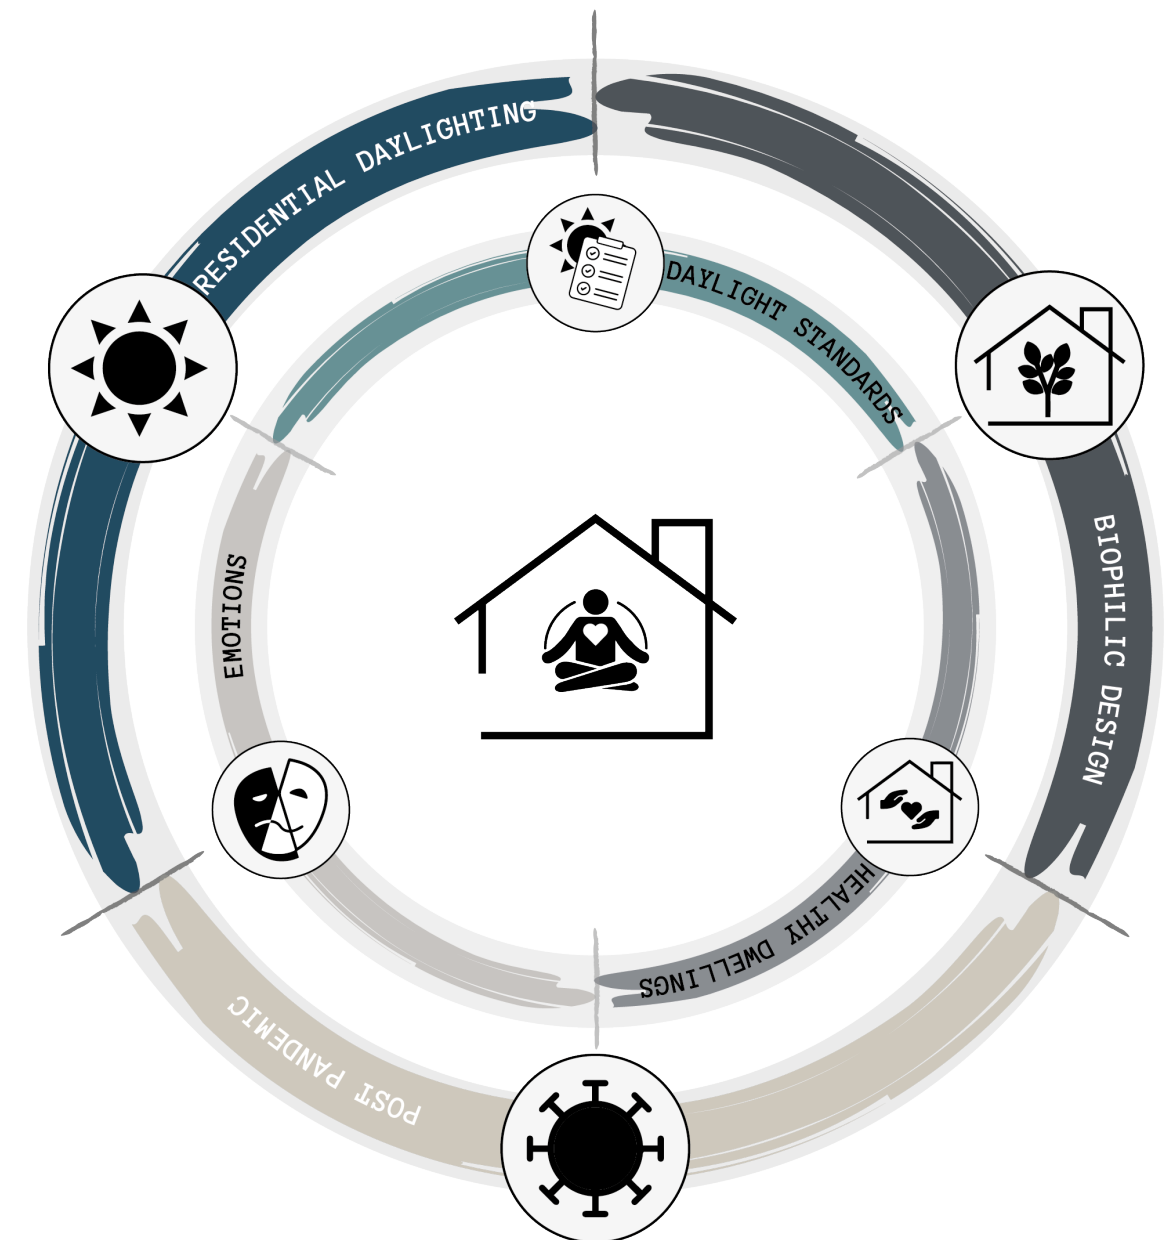 RESIDENTIAL DAYLIGHTING
DAYLIGHT STANDARDS
BIOPHILIC DESIGN
EMOTIONS
HEALTHY DWELLINGS
POST PANDEMIC